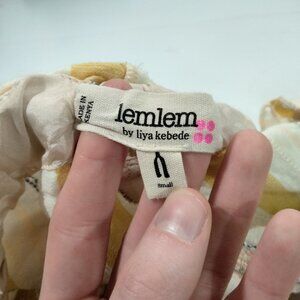 MADE IN
KENYA
lemlem
by liya kebede
small